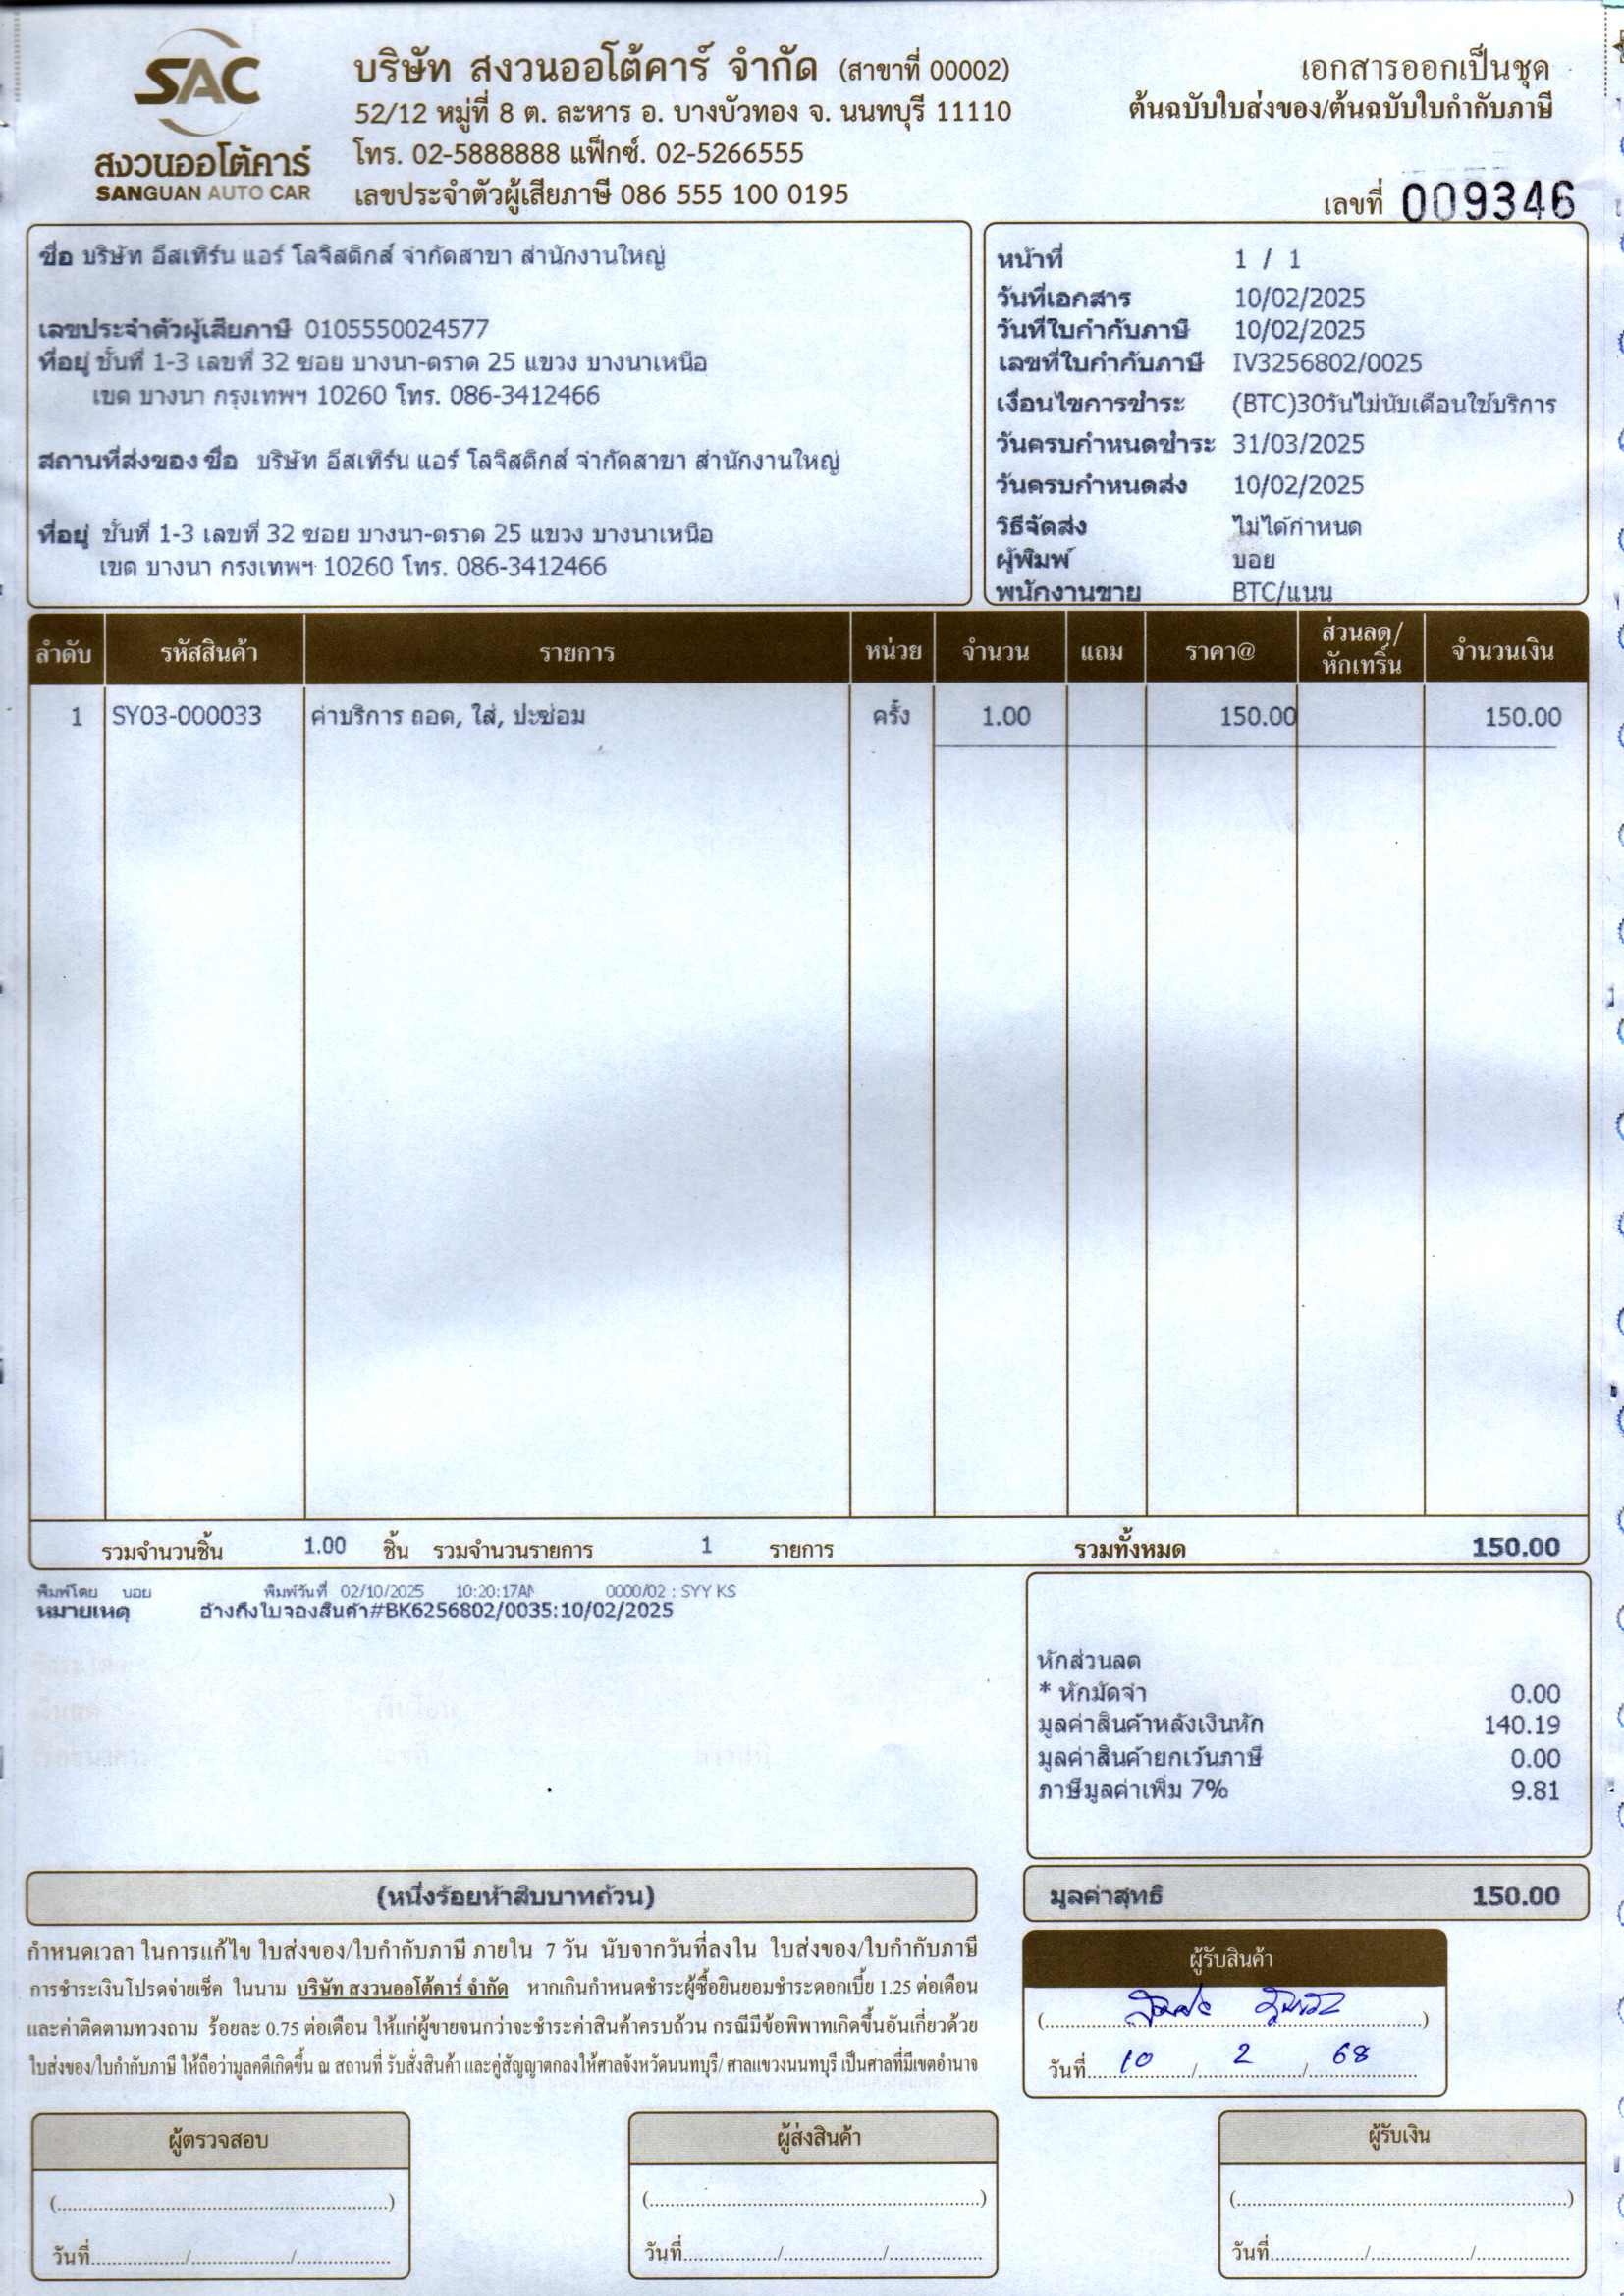 SAC
สงวนออโต้คาร์
SANGUAN AUTO CAR
บริษัท สงวนออโต้คาร์ จำกัด (สาขาที่ 00002)
52/12 หมู่ที่ 8 ต. ละหาร อ. บางบัวทอง จ. นนทบุรี 11110
โทร. 02-5888888 แฟ็กซ์. 02-5266555
เลขประจำตัวผู้เสียภาษี 086 555 100 0195
เอกสารออกเป็นชุด
ต้นฉบับใบส่งของ/ต้นฉบับใบกำกับภาษี
เลขที่ 009346
ชื่อ บริษัท อีสเทิร์น แอร์ โลจิสติกส์ จำกัดสาขา สำนักงานใหญ่
เลขประจำตัวผู้เสียภาษี 0105550024577
ที่อยู่ ชั้นที่ 1-3 เลขที่ 32 ซอย บางนา-ตราด 25 แขวง บางนาเหนือ
เขต บางนา กรุงเทพฯ 10260 โทร. 086-3412466
สถานที่ส่งของ ชื่อ บริษัท อีสเทิร์น แอร์ โลจิสติกส์ จำกัดสาขา สำนักงานใหญ่
ที่อยู่ ชั้นที่ 1-3 เลขที่ 32 ซอย บางนา-ตราด 25 แขวง บางนาเหนือ
เขต บางนา กรงเทพฯ 10260 โทร. 086-3412466
หน้าที่ 1 / 1
วันที่เอกสาร 10/02/2025
วันที่ใบกำกับภาษี 10/02/2025
เลขที่ใบกำกับภาษี IV3256802/0025
เงื่อนไขการชำระ (BTC)30วันไม่นับเดือนใช้บริการ
วันครบกำหนดชำระ 31/03/2025
วันครบกำหนดส่ง 10/02/2025
วิธีจัดส่ง ไม่ได้กำหนด
ผู้พิมพ์ บอย
พนักงานขาย BTC/แนน
ลำดับ รหัสสินค้า รายการ หน่วย จำนวน แถม ราคา@ ส่วนลด/หักเทริ์น จำนวนเงิน
1 SY03-000033 ค่าบริการ ถอด, ใส่, ปะซ่อม ครั้ง 1.00 150.00 150.00
รวมจำนวนชิ้น 1.00 ชิ้น รวมจำนวนรายการ 1 รายการ รวมทั้งหมด 150.00
พิมพ์โดย บอย พิมพ์วันที่ 02/10/2025 10:20:17AM 0000/02 : SYY KS
หมายเหตุ อ้างถึงใบจองสินค้า#BK6256802/0035:10/02/2025
หักส่วนลด
* หักมัดจำ 0.00
มูลค่าสินค้าหลังเงินหัก 140.19
มูลค่าสินค้ายกเว้นภาษี 0.00
ภาษีมูลค่าเพิ่ม 7% 9.81
(หนึ่งร้อยห้าสิบบาทถ้วน)
มูลค่าสุทธิ 150.00
กำหนดเวลา ในการแก้ไข ใบส่งของ/ใบกำกับภาษี ภายใน 7 วัน นับจากวันที่ลงใน ใบส่งของ/ใบกำกับภาษี
การชำระเงินโปรดจ่ายเช็ค ในนาม บริษัท สงวนออโต้คาร์ จำกัด หากเกินกำหนดชำระผู้ซื้อยินยอมชำระดอกเบี้ย 1.25 ต่อเดือน
และค่าติดตามทวงถาม ร้อยละ 0.75 ต่อเดือน ให้แก่ผู้ขายจนกว่าจะชำระค่าสินค้าครบถ้วน กรณีมีข้อพิพาทเกิดขึ้นอันเกี่ยวด้วย
ใบส่งของ/ใบกำกับภาษี ให้ถือว่ามูลคดีเกิดขึ้น ณ สถานที่ รับสั่งสินค้า และคู่สัญญาตกลงให้ศาลจังหวัดนนทบุรี/ ศาลแขวงนนทบุรี เป็นศาลที่มีเขตอำนาจ
ผู้รับสินค้า
วันที่ 10 / 2 / 68
ผู้ตรวจสอบ
(..........)
วันที่......../......../........
ผู้ส่งสินค้า
(..........)
วันที่......../......../........
ผู้รับเงิน
(..........)
วันที่......../......../........